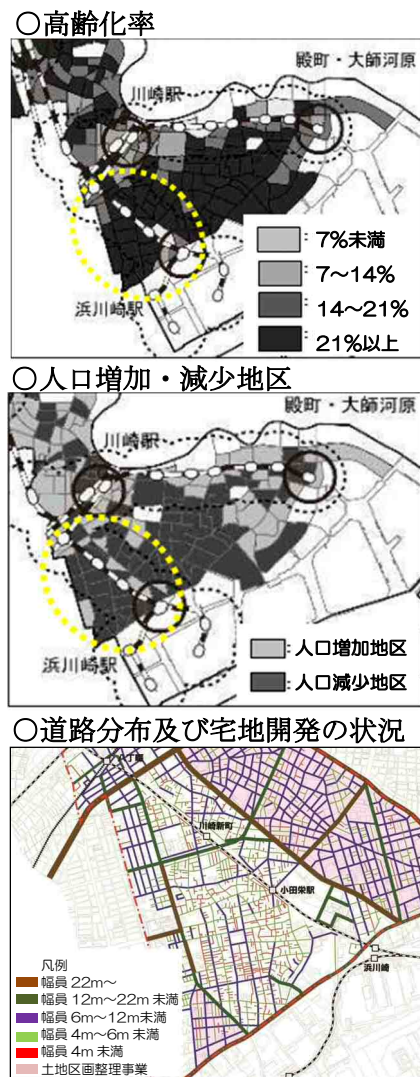 ○高齢化率
川崎駅
殿町・大師河原
浜川崎駅
: 7%未満
: 7～14%
: 14～21%
: 21%以上
○人口増加・減少地区
殿町・大師河原
川崎駅
浜川崎駅
: 人口増加地区
: 人口減少地区
○道路分布及び宅地開発の状況
八丁畷
川崎新町
小田栄駅
浜川崎
凡例
幅員 22m～
幅員 12m～22m 未満
幅員 6m～12m未満
幅員 4m～6m 未満
幅員 4m 未満
土地区画整理事業